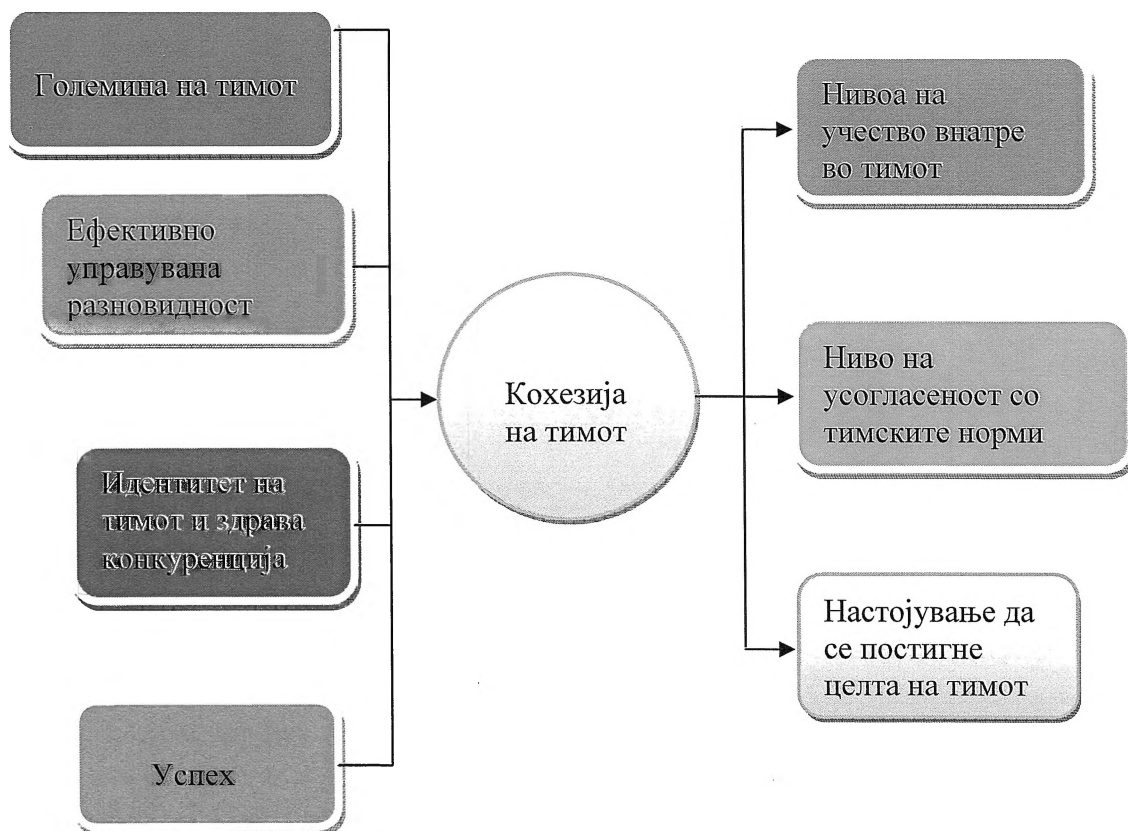 Големина на тимот
Ефективно
управувана
разновидност
Идентитет на
тимот и здрава
конкуренција
Успех
Кохезија
на тимот
Нивоа на
учество внатре
во тимот
Ниво на
усогласеност со
тимските норми
Настојување да
се постигне
целта на тимот